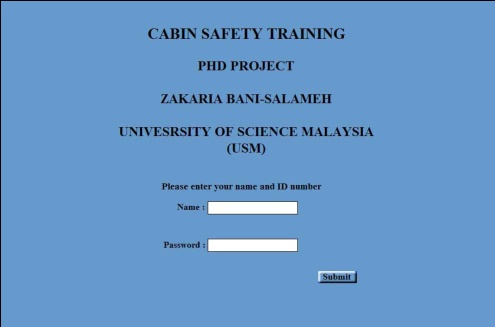 CABIN SAFETY TRAINING
PHD PROJECT
ZAKARIA BANI-SALAMEH
UNIVESRSITY OF SCIENCE MALAYSIA
(USM)
Please enter your name and ID number
Name :
Password :
Submit